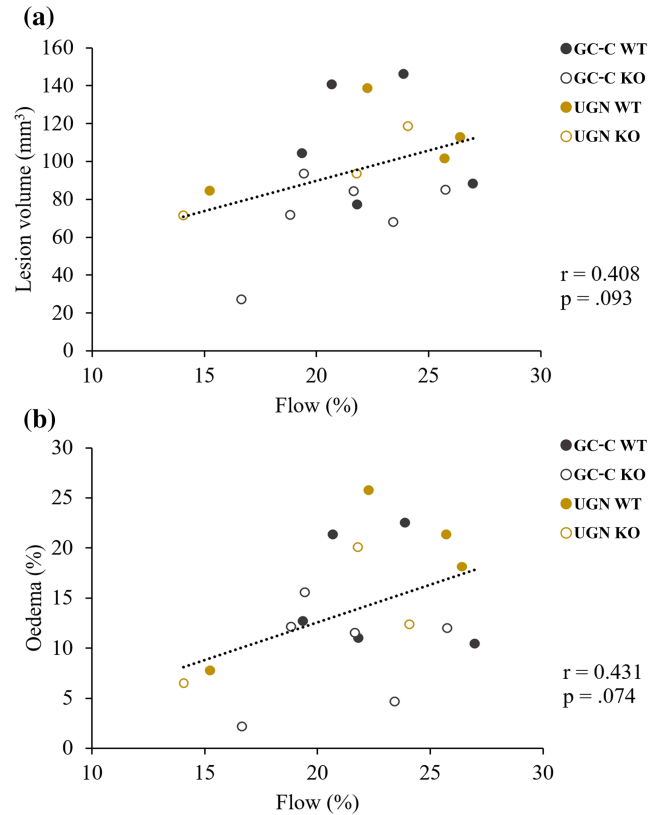 (a)
160
140
120
100
80
60
40
20
0
Lesion volume (mm³)
10 15 20 25 30
Flow (%)
GC-C WT
GC-C KO
UGN WT
UGN KO
r = 0.408
p = .093
(b)
30
25
20
15
10
5
0
Oedema (%)
10 15 20 25 30
Flow (%)
GC-C WT
GC-C KO
UGN WT
UGN KO
r = 0.431
p = .074